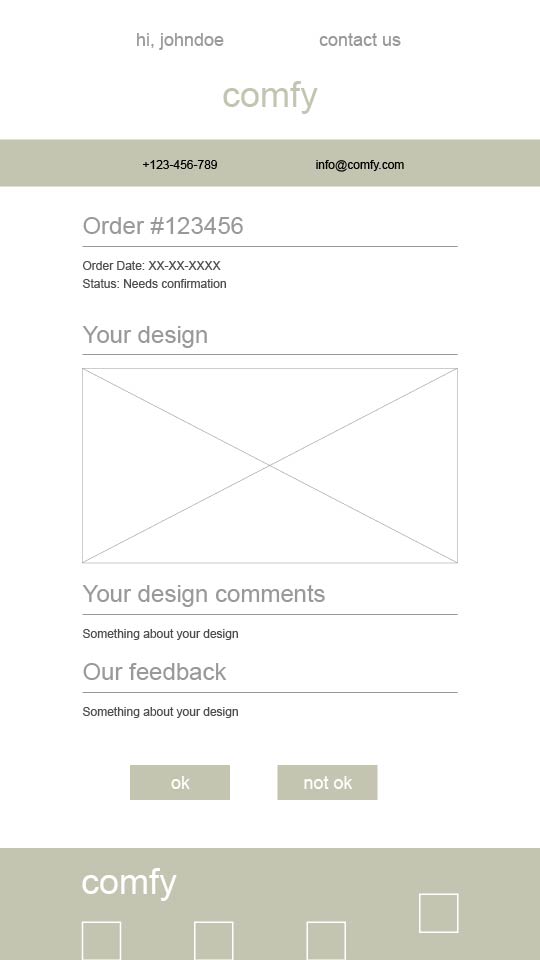 hi, johndoe contact us
comfy
+123-456-789 info@comfy.com
Order #123456
Order Date: XX-XX-XXXX
Status: Needs confirmation
Your design
Your design comments
Something about your design
Our feedback
Something about your design
ok not ok
comfy